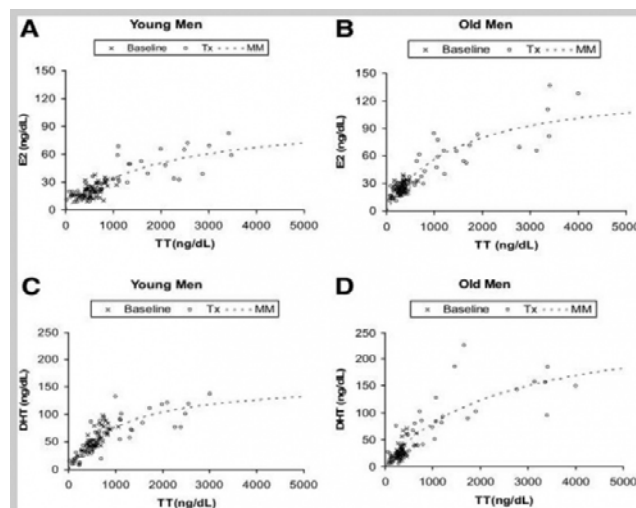 A
Young Men
× Baseline ○ Tx - - - - MM
E2 (ng/dL)
150
120
90
60
30
0
0 1000 2000 3000 4000 5000
TT(ng/dL)
B
Old Men
× Baseline ○ Tx - - - - MM
E2 (ng/dL)
150
120
90
60
30
0
0 1000 2000 3000 4000 5000
TT (ng/dL)
C
Young Men
× Baseline ○ Tx - - - - MM
DHT (ng/dL)
250
200
150
100
50
0
0 1000 2000 3000 4000 5000
TT(ng/dL)
D
Old Men
× Baseline ○ Tx - - - - MM
DHT (ng/dL)
250
200
150
100
50
0
0 1000 2000 3000 4000 5000
TT(ng/dL)